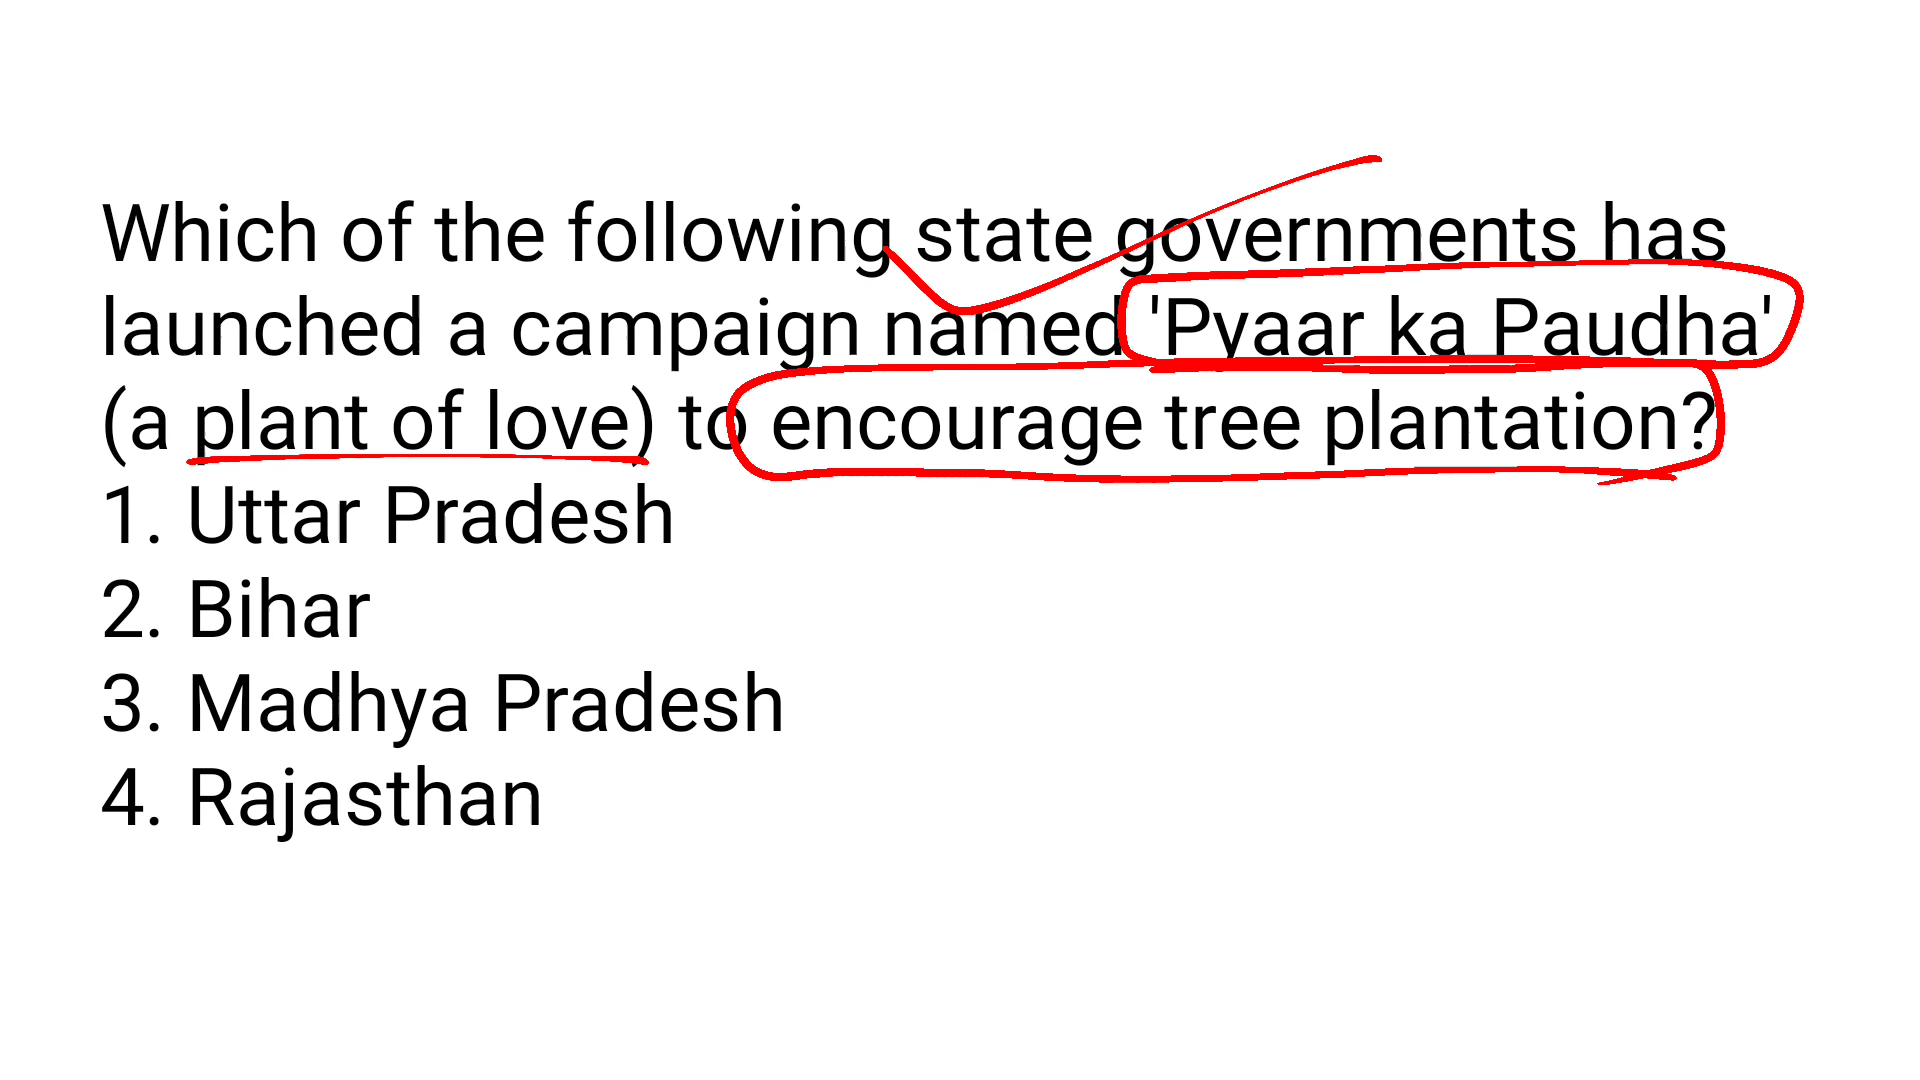 Which of the following state governments has
launched a campaign named 'Pyaar ka Paudha'
(a plant of love) to encourage tree plantation?
1. Uttar Pradesh
2. Bihar
3. Madhya Pradesh
4. Rajasthan